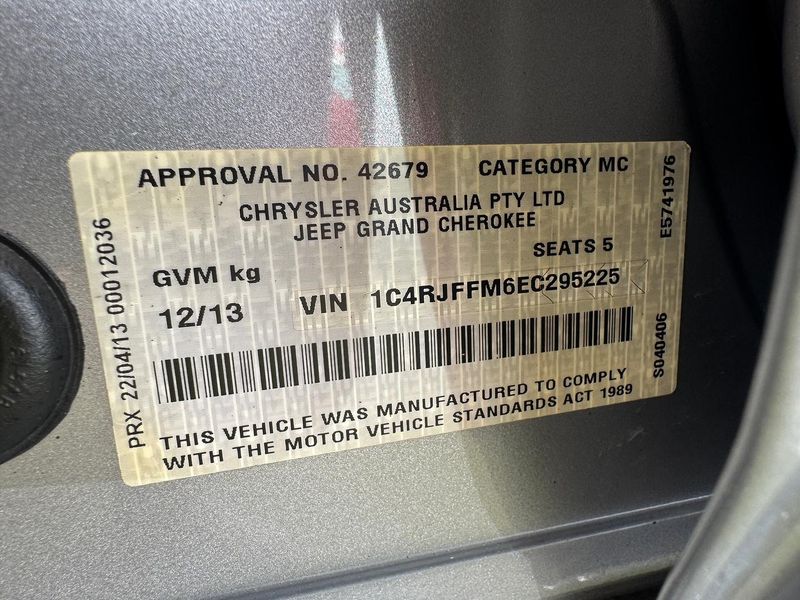 APPROVAL NO. 42679 CATEGORY MC
CHRYSLER AUSTRALIA PTY LTD
JEEP GRAND CHEROKEE
SEATS 5
GVM kg
12/13 VIN 1C4RJFFM6EC295225
THIS VEHICLE WAS MANUFACTURED TO COMPLY
WITH THE MOTOR VEHICLE STANDARDS ACT 1989
PRX 22/04/13 00012036
E5741976
S040406